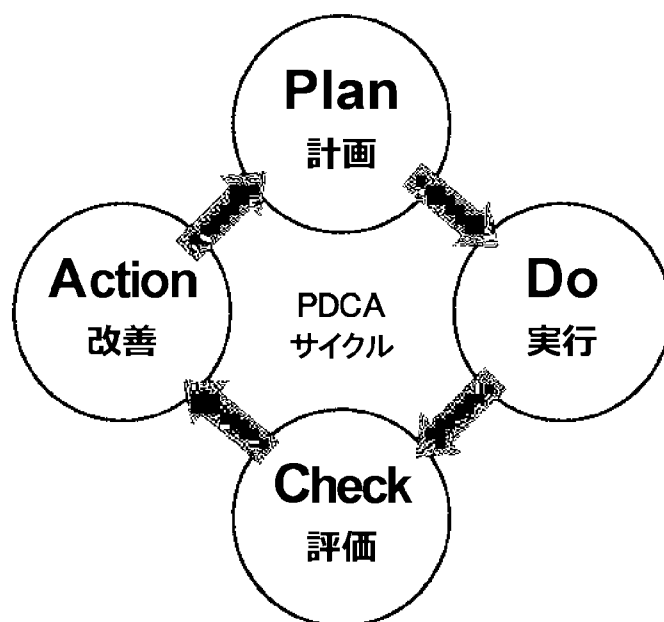 Plan
計画
Do
実行
Check
評価
Action
改善
PDCA
サイクル